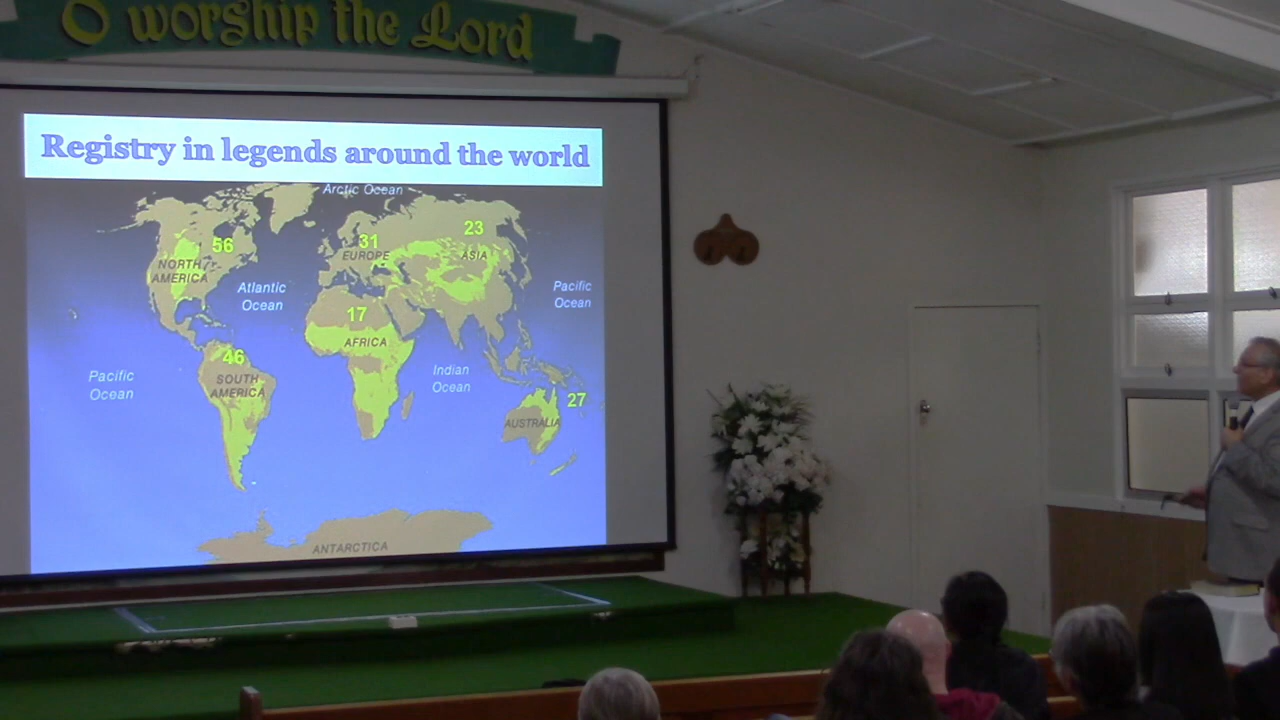 O worship the Lord
Registry in legends around the world
Arctic Ocean
56
31
23
NORTH
AMERICA
EUROPE
ASIA
Atlantic
Ocean
Pacific
Ocean
17
AFRICA
46
SOUTH
AMERICA
Pacific
Ocean
Indian
Ocean
27
AUSTRALIA
ANTARCTICA